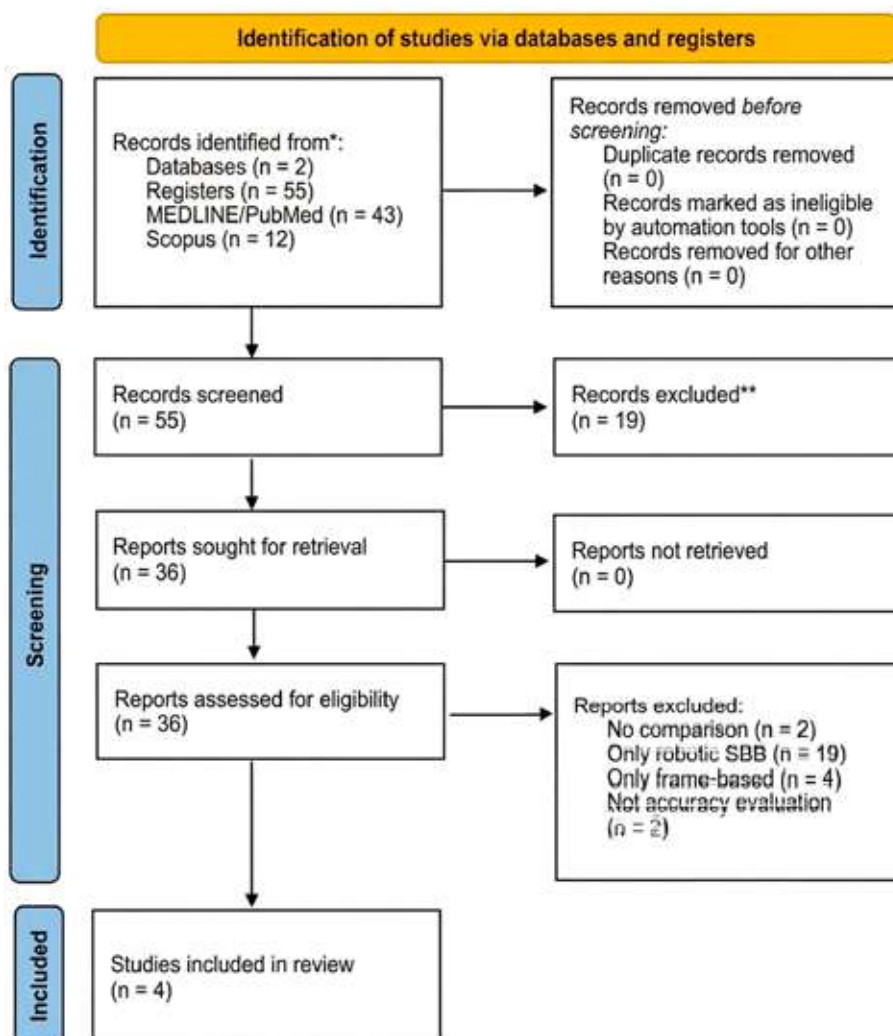 Identification of studies via databases and registers
Identification
Records identified from*:
Databases (n = 2)
Registers (n = 55)
MEDLINE/PubMed (n = 43)
Scopus (n = 12)
Records removed before
screening:
Duplicate records removed
(n = 0)
Records marked as ineligible
by automation tools (n = 0)
Records removed for other
reasons (n = 0)
Screening
Records screened
(n = 55)
Records excluded**
(n = 19)
Reports sought for retrieval
(n = 36)
Reports not retrieved
(n = 0)
Reports assessed for eligibility
(n = 36)
Reports excluded:
No comparison (n = 2)
Only robotic SBB (n = 19)
Only frame-based (n = 4)
Not accuracy evaluation
(n = 2)
Included
Studies included in review
(n = 4)